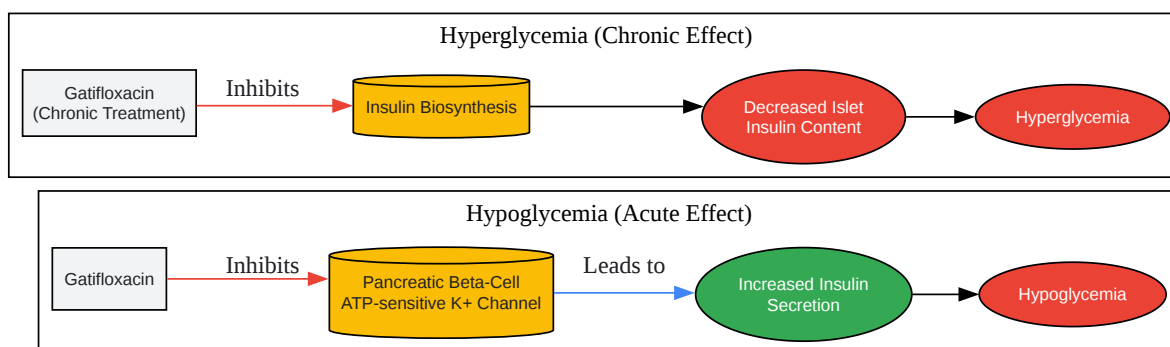 Hyperglycemia (Chronic Effect)
Gatifloxacin
(Chronic Treatment)
Inhibits
Insulin Biosynthesis
Decreased Islet
Insulin Content
Hyperglycemia
Hypoglycemia (Acute Effect)
Gatifloxacin
Inhibits
Pancreatic Beta-Cell
ATP-sensitive K+ Channel
Leads to
Increased Insulin
Secretion
Hypoglycemia